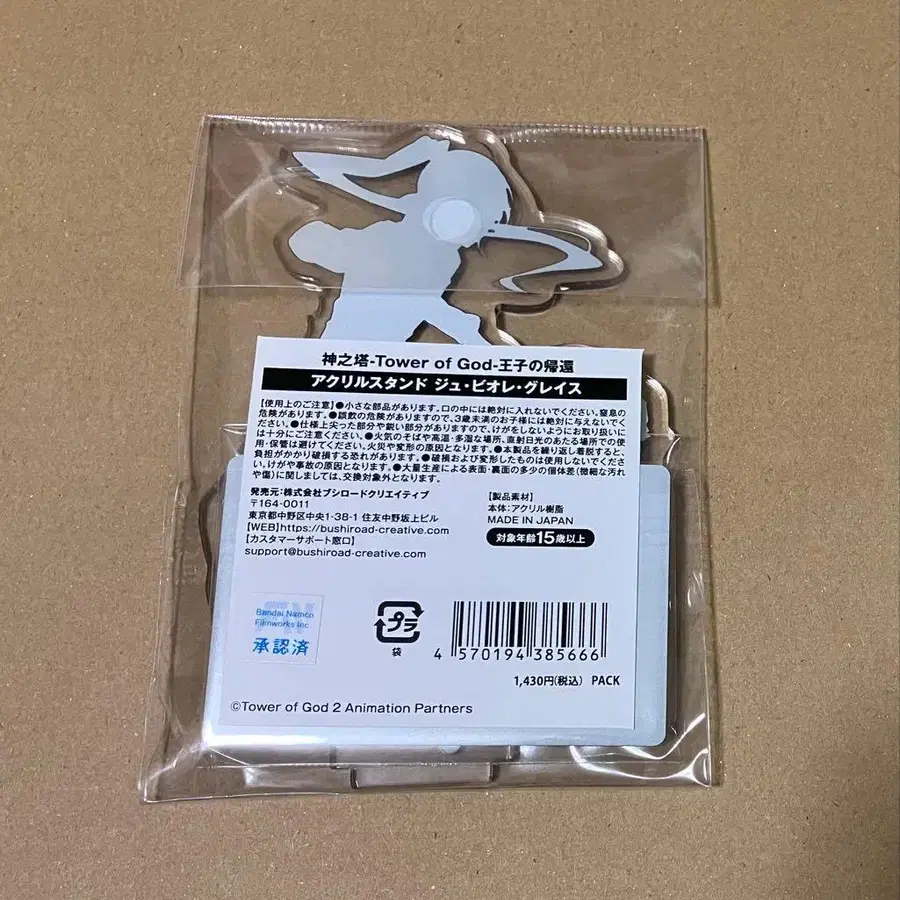 神之塔-Tower of God-王子の帰還
アクリルスタンド ジュ・ビオレ・グレイス
【使用上のご注意】●小さな部品があります。口の中には絶対に入れないでください。窒息の
危険があります。●誤飲の危険がありますので、3歳未満のお子様には絶対に与えないでく
ださい。●仕様上尖った部分や鋭い部分がありますので、けがをしないようにお取り扱いに
は十分にご注意ください。●火気のそばや高温・多湿な場所、直射日光のあたる場所での使
用・保管は避けてください。火災や変形の原因となります。●本製品を繰り返し着脱すると、
負担がかかり破損する恐れがあります。●破損および変形したものは使用しないでくださ
い。けがや事故の原因となります。●大量生産による表面・裏面の多少の個体差(微細な汚れ
や傷)に関しましては、交換対象外となります。
発売元:株式会社ブシロードクリエイティブ
〒164-0011
東京都中野区中央1-38-1 住友中野坂上ビル
【WEB】https://bushiroad-creative.com
【カスタマーサポート窓口】
support@bushiroad-creative.com
【製品素材】
本体:アクリル樹脂
MADE IN JAPAN
対象年齢15歳以上
Bandai Namco
Filmworks Inc.
承認済
プラ
袋
4 570194 385666
1,430円(税込) PACK
©Tower of God 2 Animation Partners